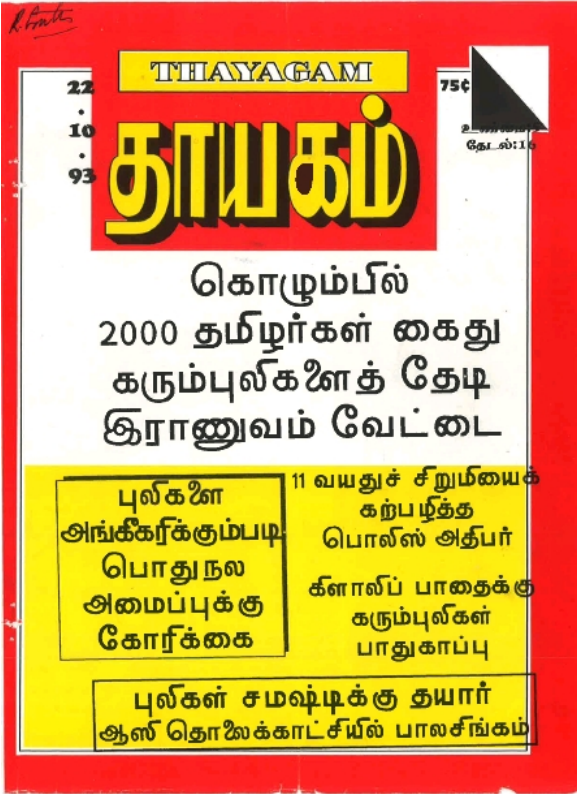 THAYAGAM
22
.
10
.
93
75¢
தேடல்:16
தாயகம்
கொழும்பில்
2000 தமிழர்கள் கைது
கரும்புலிகளைத் தேடி
இராணுவம் வேட்டை
புலிகளை
அங்கீகரிக்கும்படி
பொதுநல
அமைப்புக்கு
கோரிக்கை
11 வயதுச் சிறுமியைக்
கற்பழித்த
பொலிஸ் அதிபர்
கிளாலிப் பாதைக்கு
கரும்புலிகள்
பாதுகாப்பு
புலிகள் சமஷ்டிக்கு தயார்
ஆஸி தொலைக்காட்சியில் பாலசிங்கம்